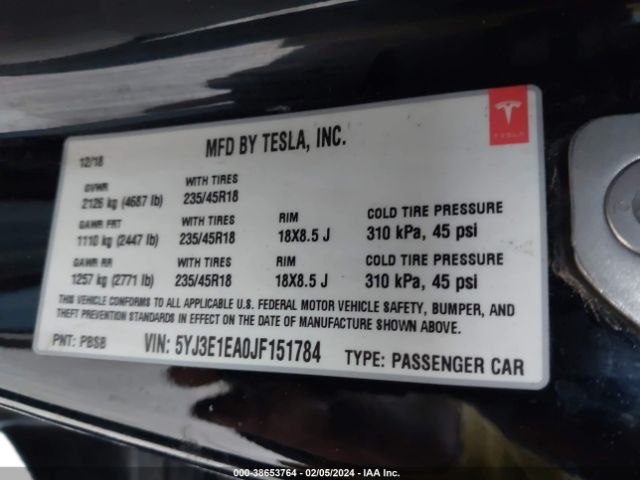 MFD BY TESLA, INC.
TESLA
12/18
GVWR WITH TIRES
2126 kg (4687 lb) 235/45R18
GAWR FRT WITH TIRES RIM COLD TIRE PRESSURE
1110 kg (2447 lb) 235/45R18 18X8.5 J 310 kPa, 45 psi
GAWR RR WITH TIRES RIM COLD TIRE PRESSURE
1257 kg (2771 lb) 235/45R18 18X8.5 J 310 kPa, 45 psi
THIS VEHICLE CONFORMS TO ALL APPLICABLE U.S. FEDERAL MOTOR VEHICLE SAFETY, BUMPER, AND
THEFT STANDARDS IN EFFECT ON THE DATE OF MANUFACTURE SHOWN ABOVE.
PNT: PBSB VIN: 5YJ3E1EA0JF151784 TYPE: PASSENGER CAR
000-38653764 - 02/05/2024 - IAA Inc.